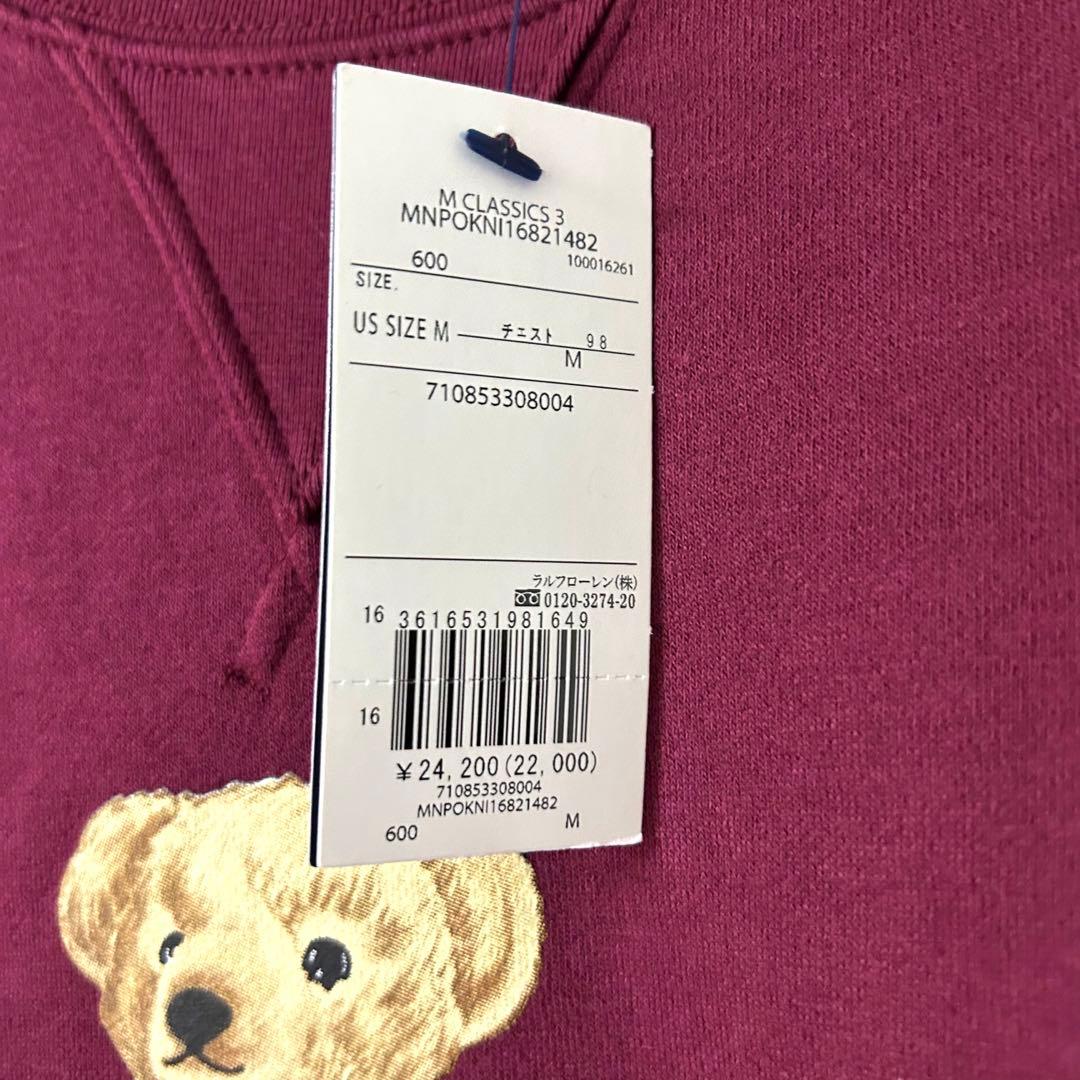 M CLASSICS 3
MNPOKNI16821482
600 100016261
SIZE.
US SIZE M チェスト 98
M
710853308004
ラルフローレン(株)
0120-3274-20
16 3616531981649
16
¥24,200(22,000)
710853308004
MNPOKNI16821482
600 M